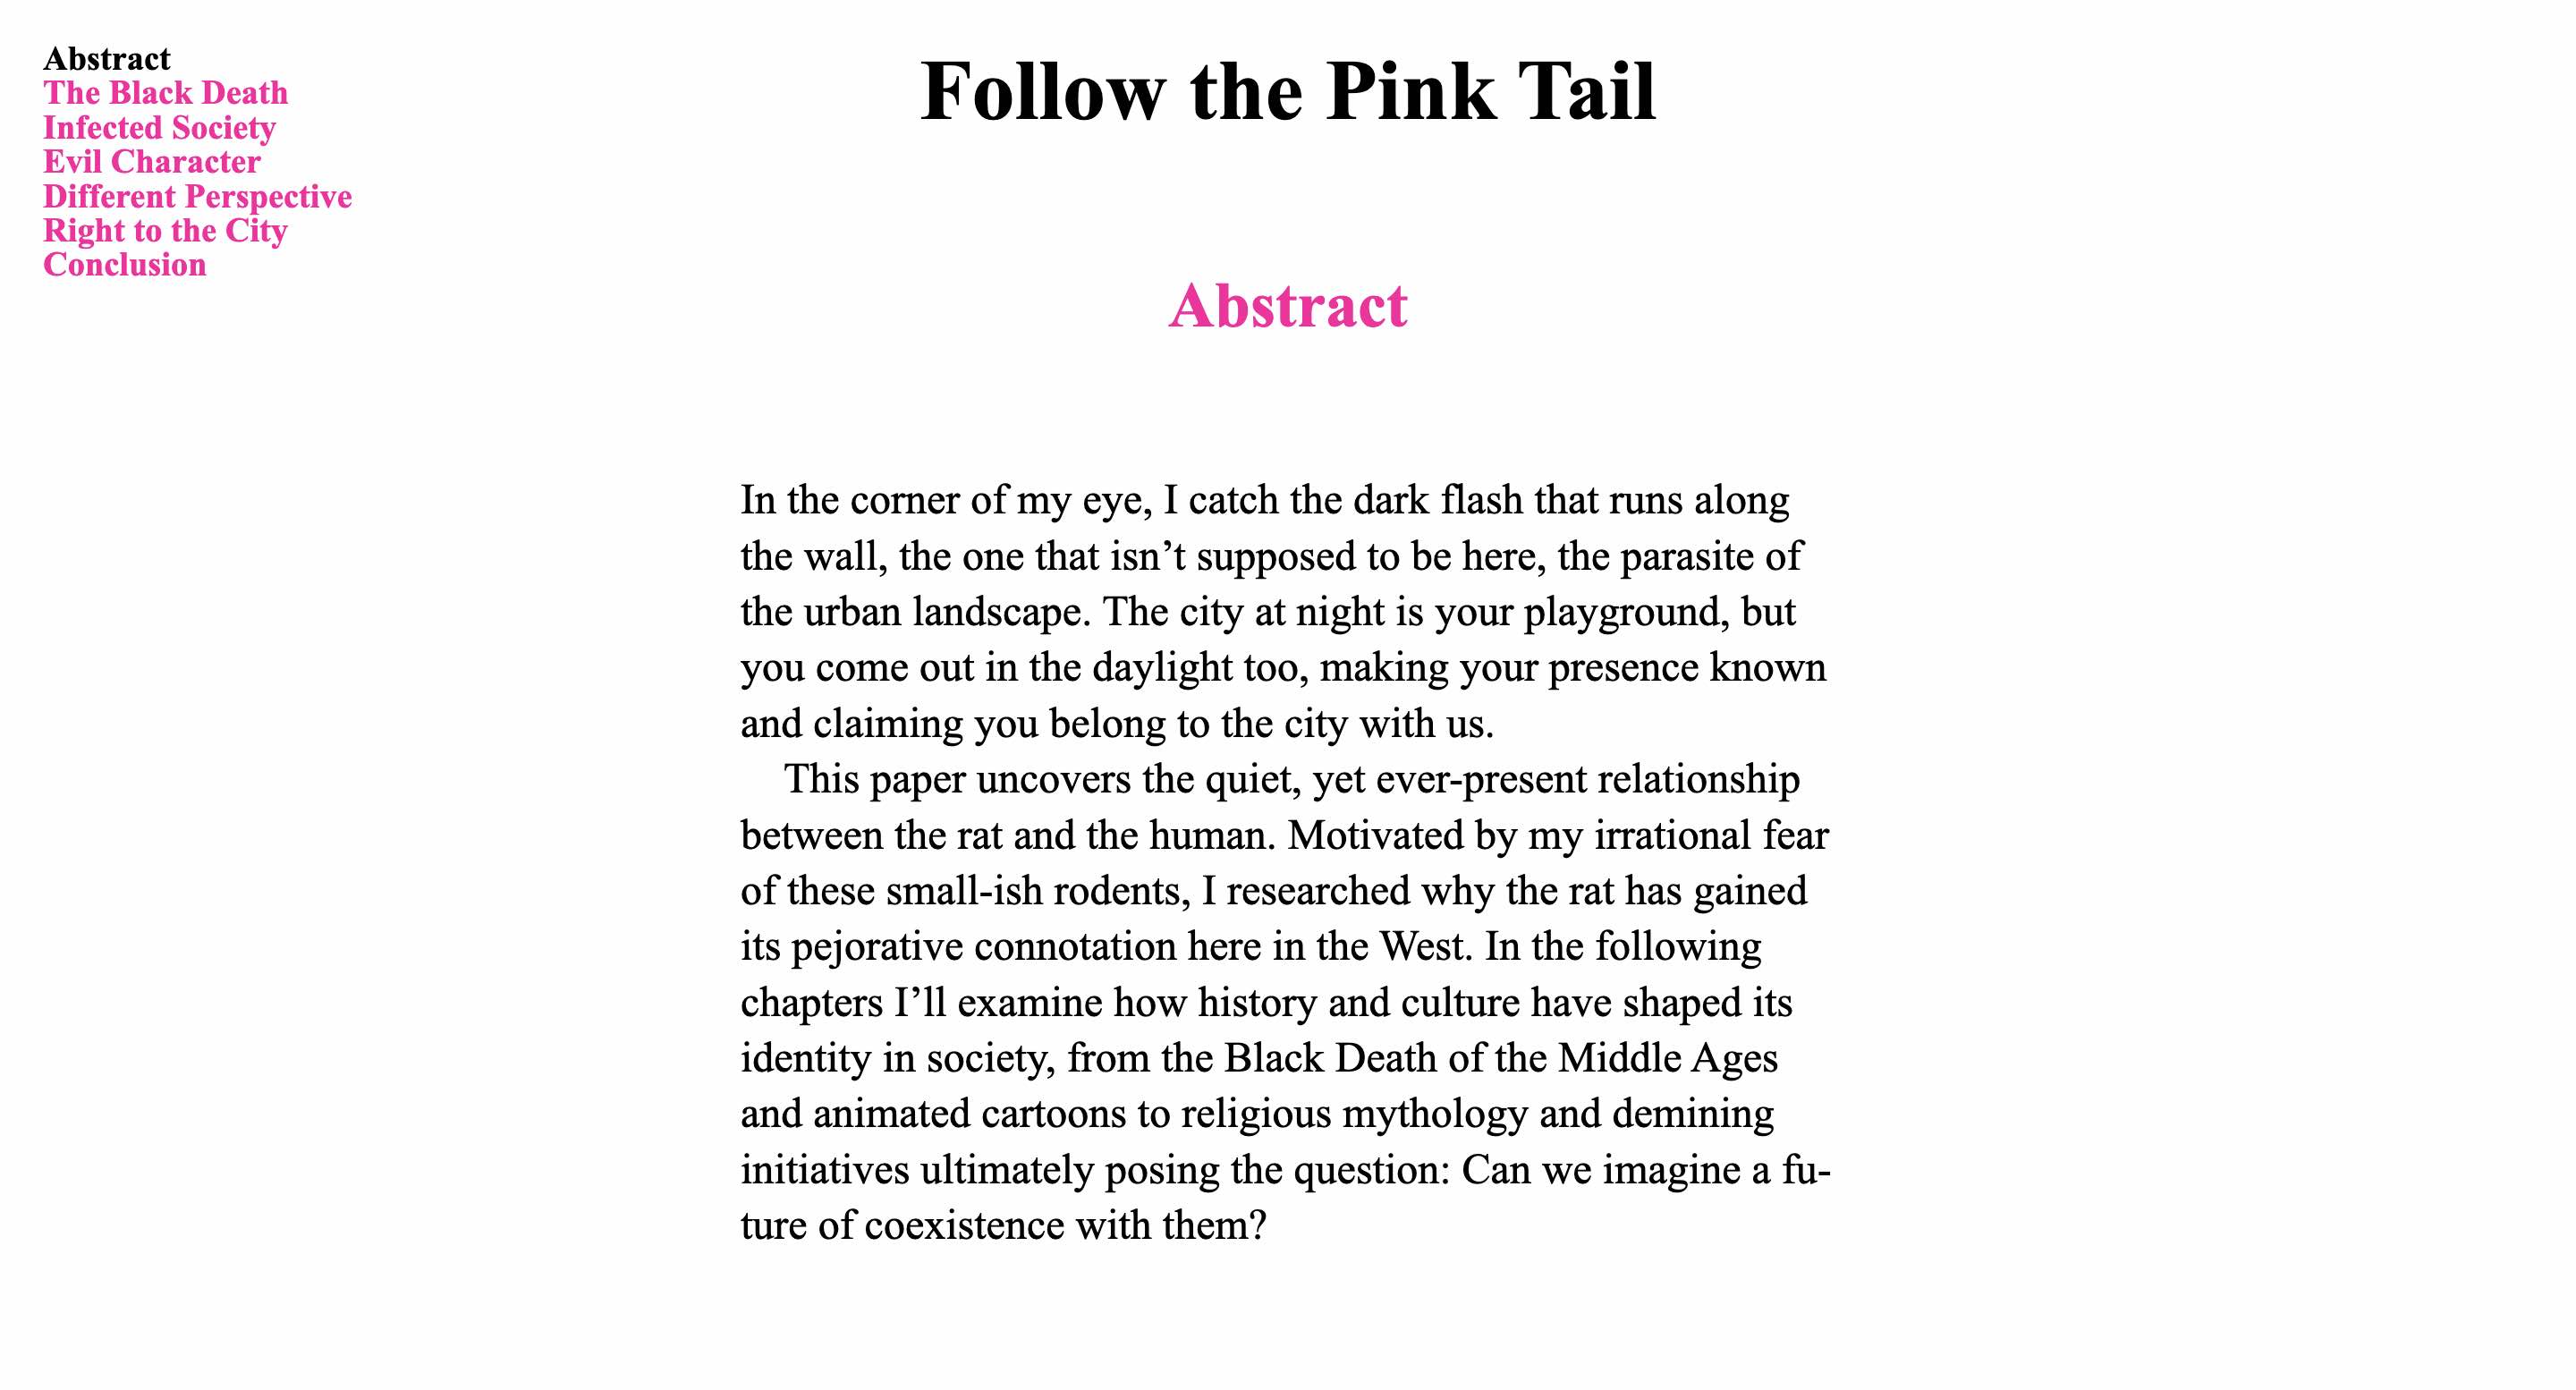 Abstract
The Black Death
Infected Society
Evil Character
Different Perspective
Right to the City
Conclusion
Follow the Pink Tail
Abstract
In the corner of my eye, I catch the dark flash that runs along
the wall, the one that isn’t supposed to be here, the parasite of
the urban landscape. The city at night is your playground, but
you come out in the daylight too, making your presence known
and claiming you belong to the city with us.
This paper uncovers the quiet, yet ever-present relationship
between the rat and the human. Motivated by my irrational fear
of these small-ish rodents, I researched why the rat has gained
its pejorative connotation here in the West. In the following
chapters I’ll examine how history and culture have shaped its
identity in society, from the Black Death of the Middle Ages
and animated cartoons to religious mythology and demining
initiatives ultimately posing the question: Can we imagine a fu-
ture of coexistence with them?